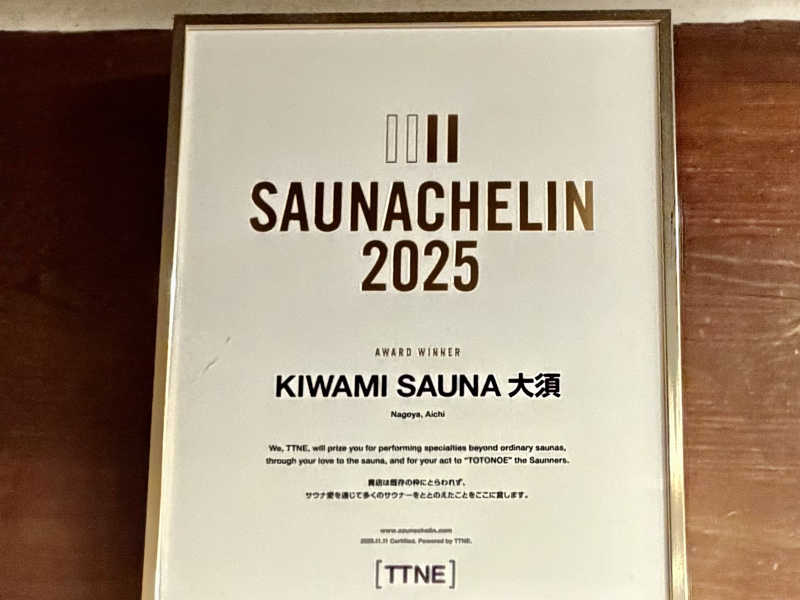 SAUNACHELIN
2025
AWARD WINNER
KIWAMI SAUNA 大須
Nagoya, Aichi
We, TTNE, will prize you for performing specialties beyond ordinary saunas,
through your love to the sauna, and for your act to "TOTONOE" the Saunners.
貴店は既存の枠にとらわれず、
サウナ愛を通じて多くのサウナーをととのえたことをここに賞します。
www.saunachelin.com
2025.11.11 Certified. Powered by TTNE.
[TTNE]